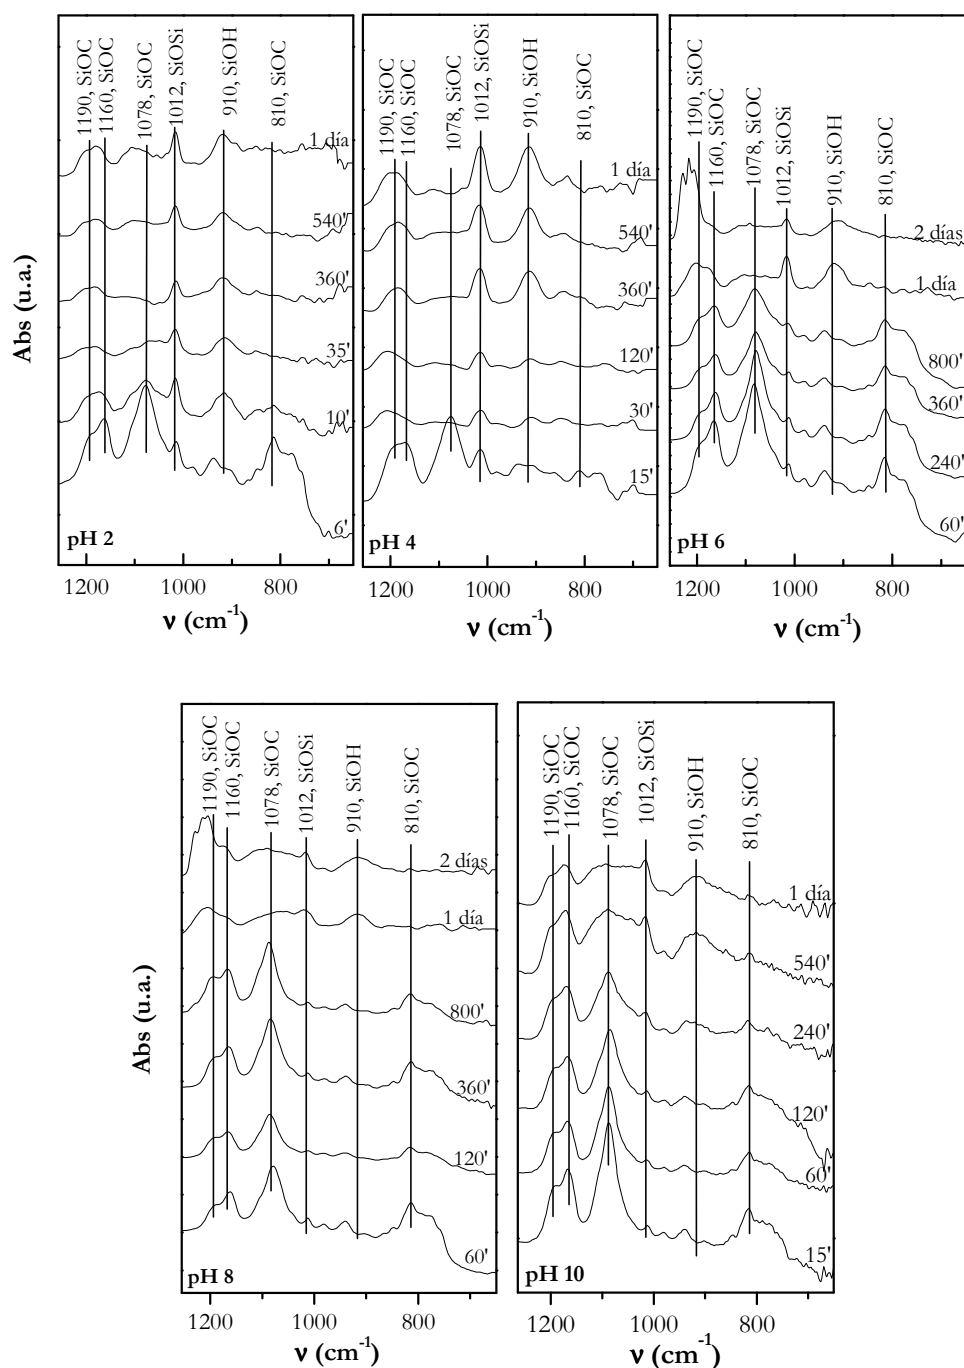 Abs (u.a.)
1190, SiOC
1160, SiOC
1078, SiOC
1012, SiOSi
910, SiOH
810, SiOC
1 día
540'
360'
35'
10'
6'
pH 2
1200 1000 800
ν (cm-1)
1190, SiOC
1160, SiOC
1078, SiOC
1012, SiOSi
910, SiOH
810, SiOC
1 día
540'
360'
120'
30'
15'
pH 4
1200 1000 800
ν (cm-1)
1190, SiOC
1160, SiOC
1078, SiOC
1012, SiOSi
910, SiOH
810, SiOC
2 días
1 día
800'
360'
240'
60'
pH 6
1200 1000 800
ν (cm-1)
Abs (u.a.)
1190, SiOC
1160, SiOC
1078, SiOC
1012, SiOSi
910, SiOH
810, SiOC
2 días
1 día
800'
360'
120'
60'
pH 8
1200 1000 800
ν (cm-1)
1190, SiOC
1160, SiOC
1078, SiOC
1012, SiOSi
910, SiOH
810, SiOC
1 día
540'
240'
120'
60'
15'
pH 10
1200 1000 800
ν (cm-1)